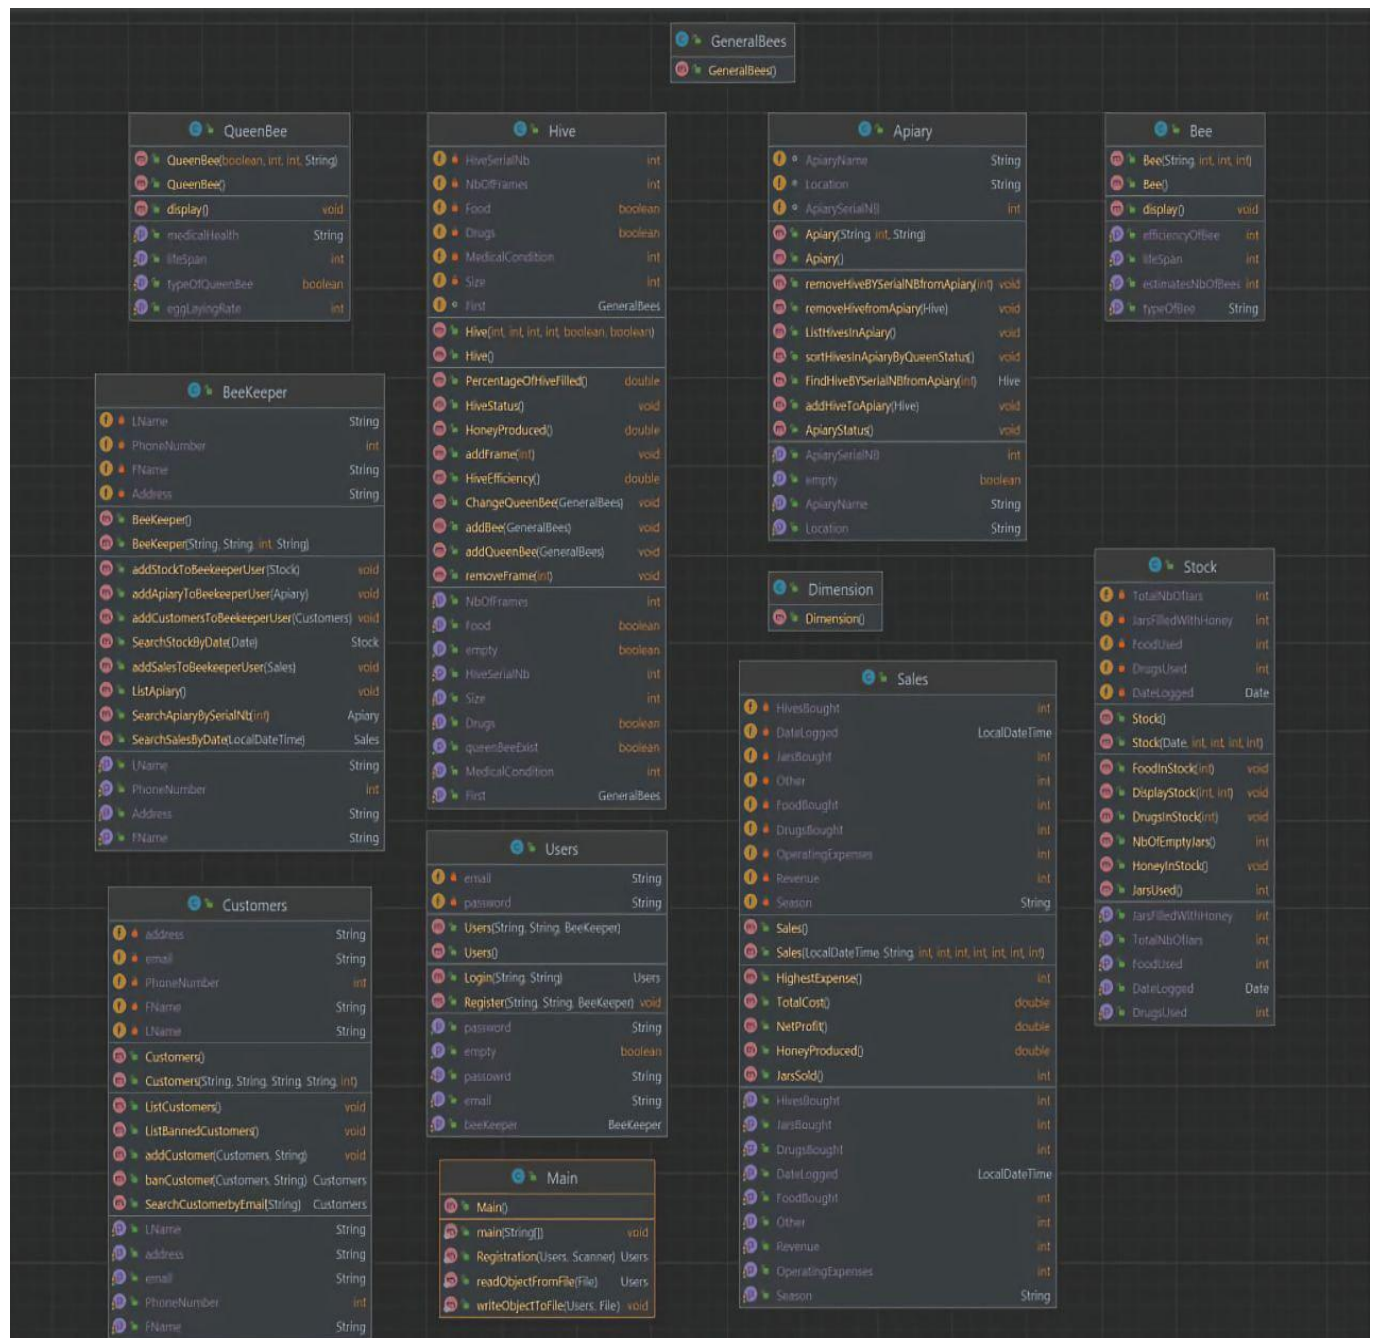 GeneralBees
GeneralBees()
QueenBee
QueenBee(boolean, int, int, String)
QueenBee()
display() void
medicalHealth String
lifeSpan int
typeOfQueenBee boolean
eggLayingRate int
Hive
HiveSerialNb int
NbOfFrames int
Food boolean
Drugs boolean
MedicalCondition int
Size int
First GeneralBees
Hive(int, int, int, int, boolean, boolean)
Hive()
PercentageOfHiveFilled() double
HiveStatus() void
HoneyProduced() double
addFrame(int) void
HiveEfficiency() double
ChangeQueenBee(GeneralBees) void
addBee(GeneralBees) void
addQueenBee(GeneralBees) void
removeFrame(int) void
NbOfFrames int
Food boolean
empty boolean
HiveSerialNb int
Size int
Drugs boolean
queenBeeExist boolean
MedicalCondition int
First GeneralBees
Apiary
ApiaryName String
Location String
ApiarySerialNB int
Apiary(String, int, String)
Apiary()
removeHiveBYSerialNBfromApiary(int) void
removeHivefromApiary(Hive) void
ListHivesInApiary() void
sortHivesInApiaryByQueenStatus() void
FindHiveBYSerialNBfromApiary(int) Hive
addHiveToApiary(Hive) void
ApiaryStatus() void
ApiarySerialNB int
empty boolean
ApiaryName String
Location String
Bee
Bee(String, int, int, int)
Bee()
display() void
efficiencyOfBee int
lifeSpan int
estimatesNbOfBees int
typeOfBee String
BeeKeeper
LName String
PhoneNumber int
FName String
Address String
BeeKeeper()
BeeKeeper(String, String, int, String)
addStockToBeekeeperUser(Stock) void
addApiaryToBeekeeperUser(Apiary) void
addCustomersToBeekeeperUser(Customers) void
SearchStockByDate(Date) Stock
addSalesToBeekeeperUser(Sales) void
ListApiary() void
SearchApiaryBySerialNb(int) Apiary
SearchSalesByDate(LocalDateTime) Sales
LName String
PhoneNumber int
Address String
FName String
Dimension
Dimension()
Stock
TotalNbOfJars int
JarsFilledWithHoney int
FoodUsed int
DrugsUsed int
DateLogged Date
Stock()
Stock(Date, int, int, int, int)
FoodInStock(int) void
DisplayStock(int, int) void
DrugsInStock(int) void
NbOfEmptyJars() int
HoneyInStock() void
JarsUsed() int
JarsFilledWithHoney int
TotalNbOfJars int
FoodUsed int
DateLogged Date
DrugsUsed int
Sales
HivesBought int
DateLogged LocalDateTime
JarsBought int
Other int
FoodBought int
DrugsBought int
OperatingExpenses int
Revenue int
Season String
Sales()
Sales(LocalDateTime, String, int, int, int, int, int, int, int)
HighestExpense() int
TotalCost() double
NetProfit() double
HoneyProduced() double
JarsSold() int
HivesBought int
JarsBought int
DrugsBought int
DateLogged LocalDateTime
FoodBought int
Other int
Revenue int
OperatingExpenses int
Season String
Users
email String
password String
Users(String, String, BeeKeeper)
Users()
Login(String, String) Users
Register(String, String, BeeKeeper) void
password String
empty boolean
passowrd String
email String
beeKeeper BeeKeeper
Customers
address String
email String
PhoneNumber int
FName String
LName String
Customers()
Customers(String, String, String, String, int)
ListCustomers() void
ListBannedCustomers() void
addCustomer(Customers, String) void
banCustomer(Customers, String) Customers
SearchCustomerbyEmail(String) Customers
LName String
address String
email String
PhoneNumber int
FName String
Main
Main()
main(String[]) void
Registration(Users, Scanner) Users
readObjectFromFile(File) Users
writeObjectToFile(Users, File) void